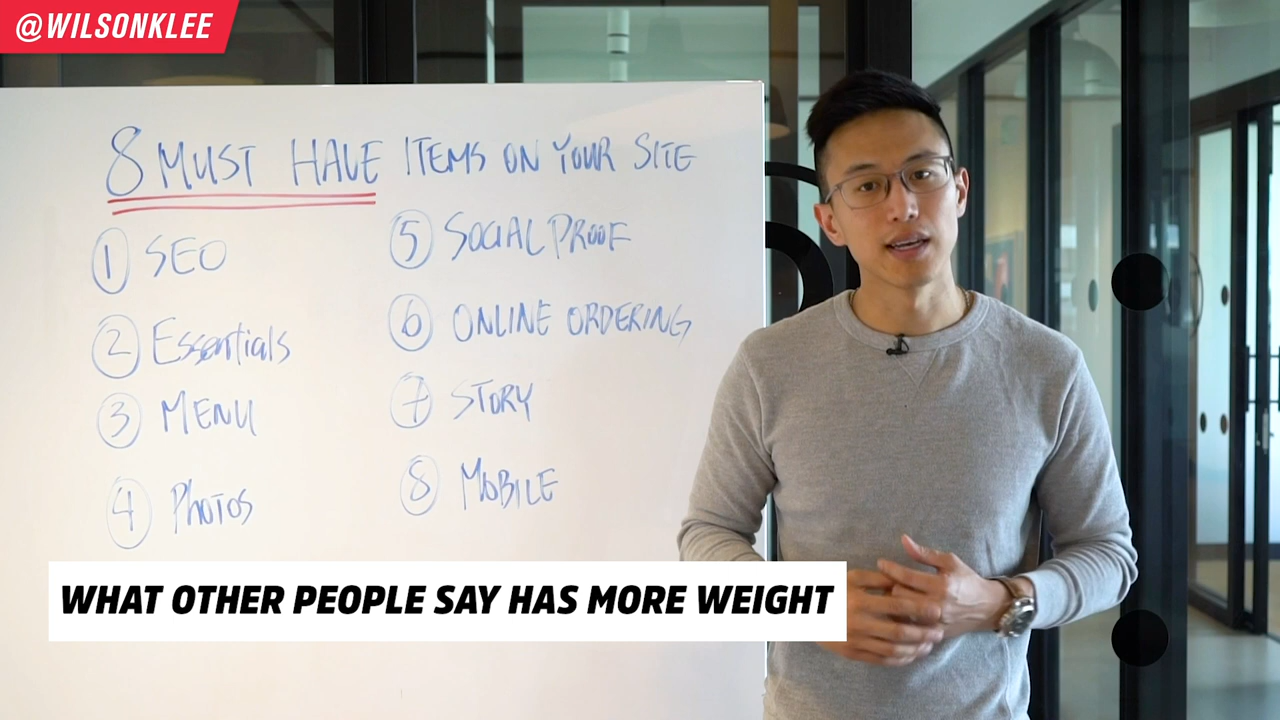 @WILSONKLEE
8 MUST HAVE ITEMS ON YOUR SITE
1 SEO
2 Essentials
3 MENU
4 PHOTOS
5 SOCIAL PROOF
6 ONLINE ORDERING
7 STORY
8 MOBILE
WHAT OTHER PEOPLE SAY HAS MORE WEIGHT